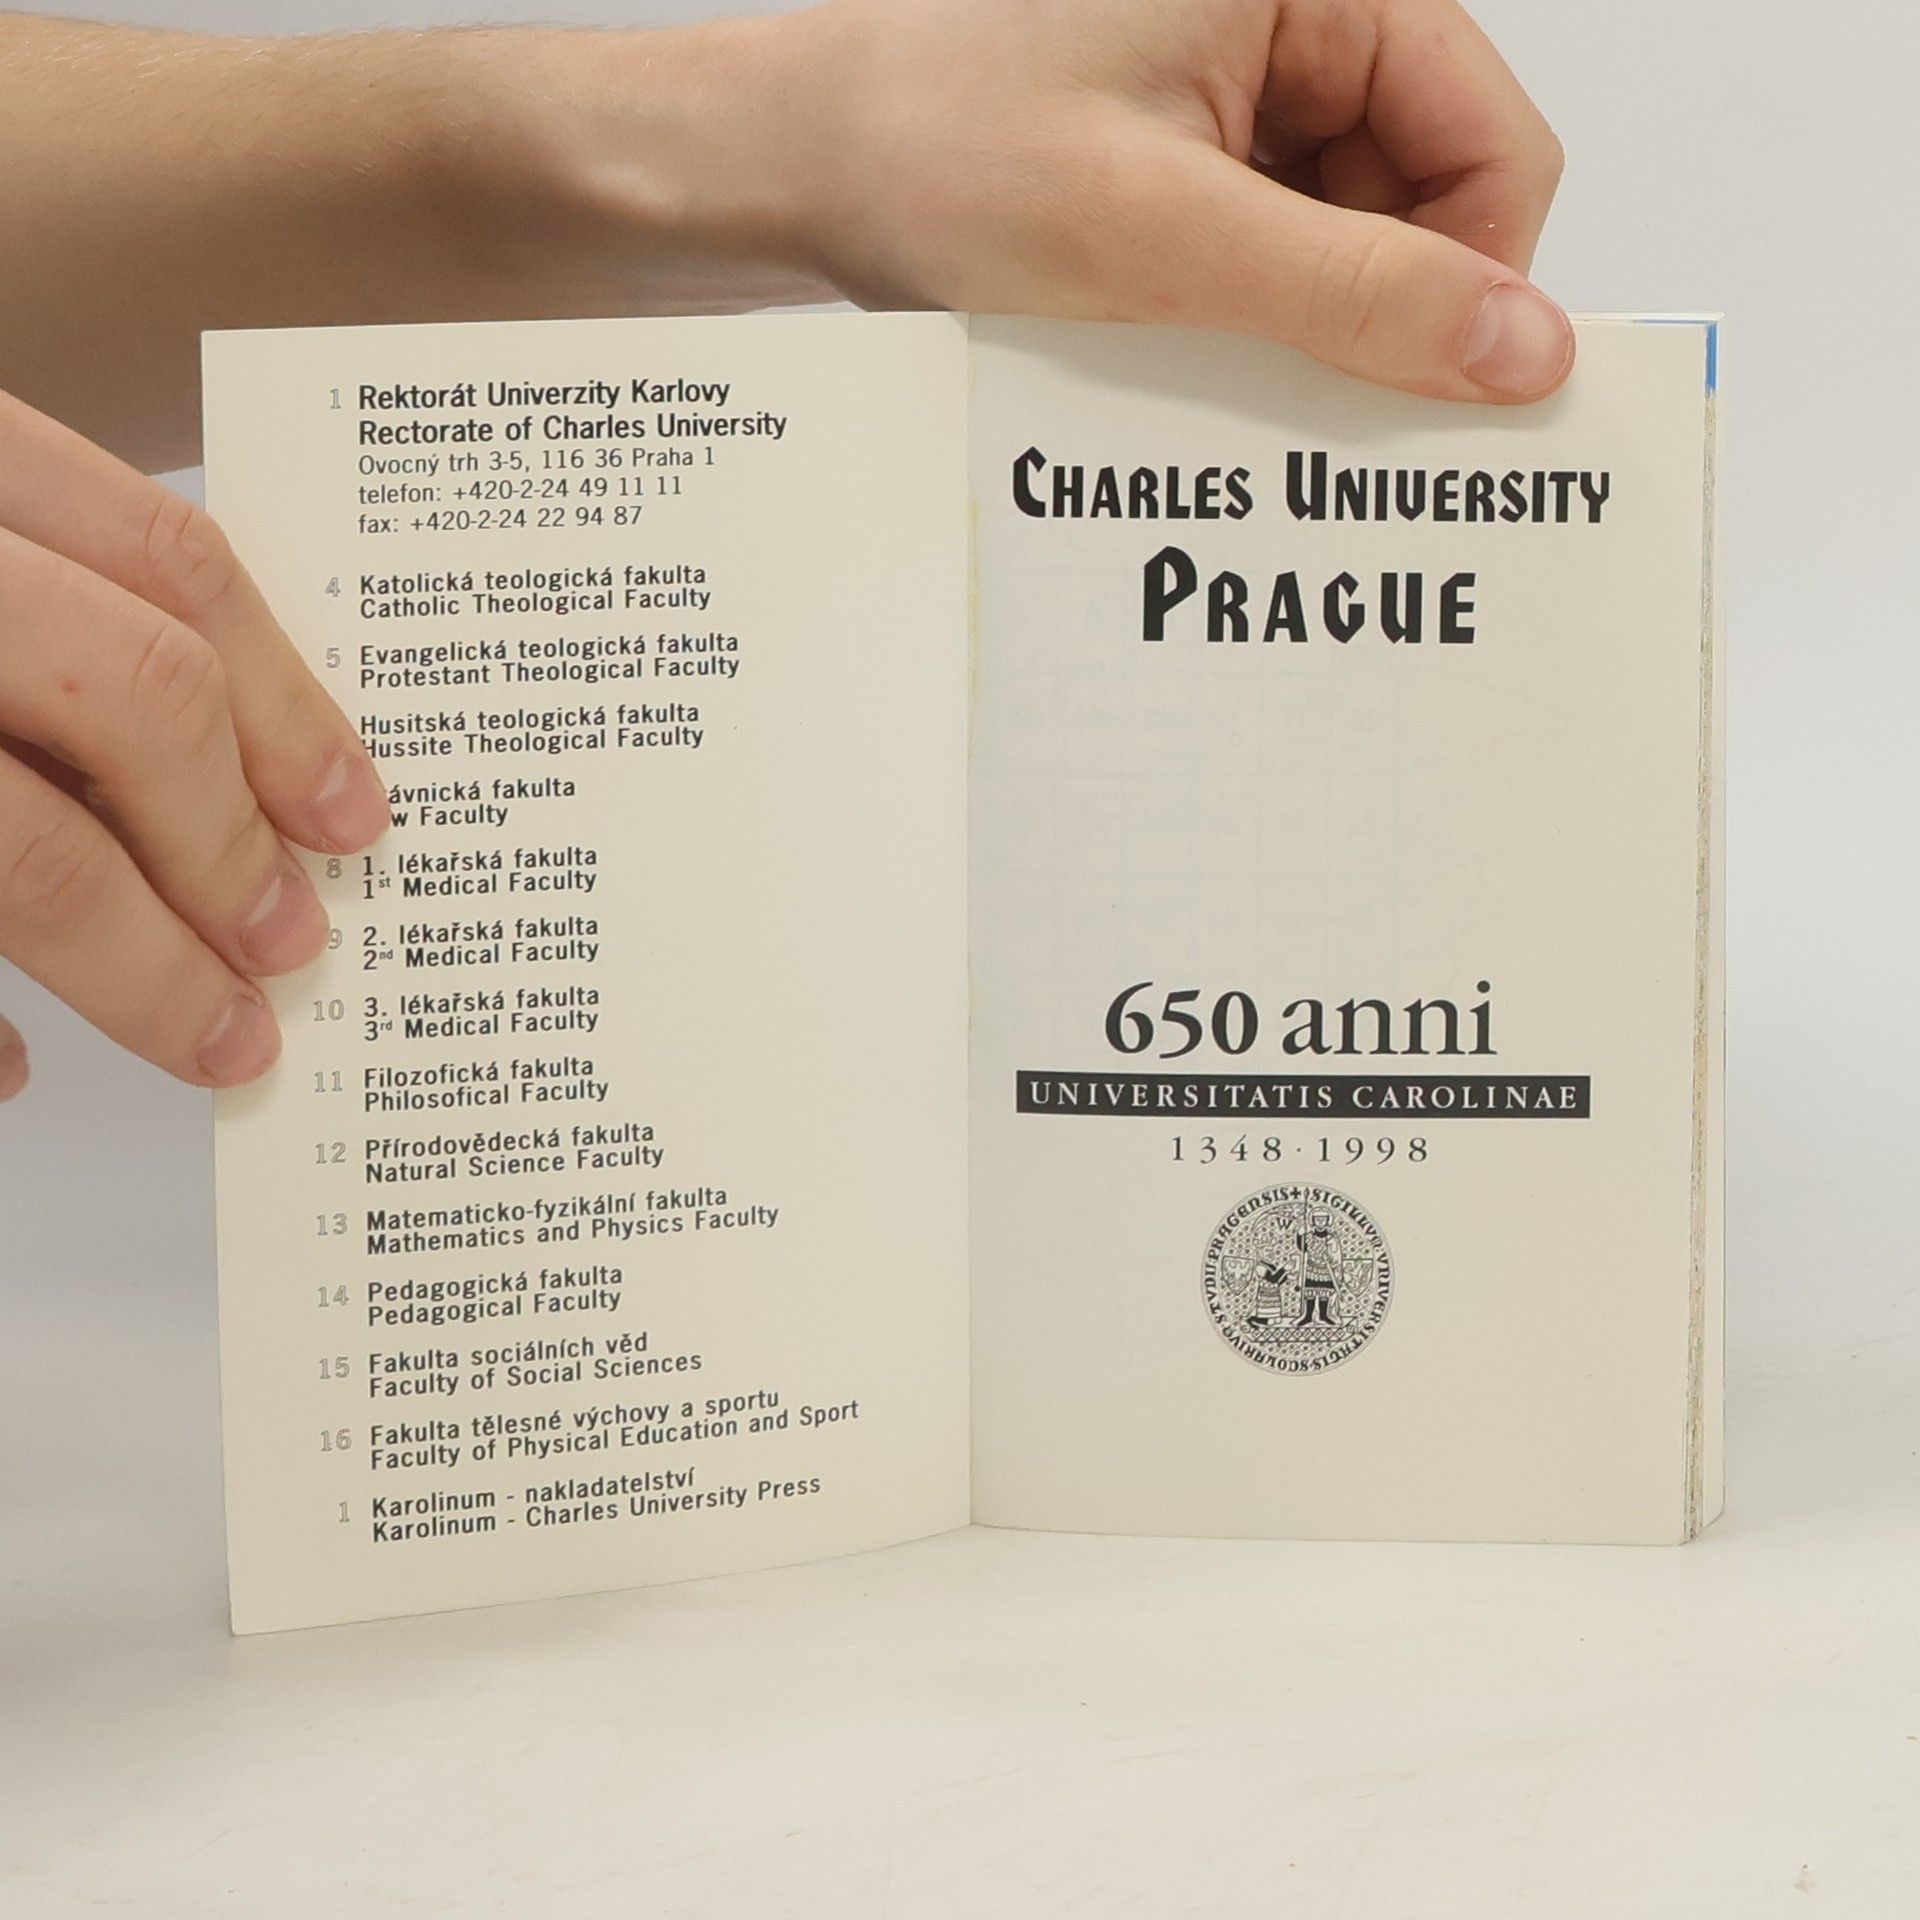 1 Rektorát Univerzity Karlovy
Rectorate of Charles University
Ovocný trh 3-5, 116 36 Praha 1
telefon: +420-2-24 49 11 11
fax: +420-2-24 22 94 87
4 Katolická teologická fakulta
Catholic Theological Faculty
5 Evangelická teologická fakulta
Protestant Theological Faculty
Husitská teologická fakulta
Hussite Theological Faculty
fakulta
Faculty
8 1. lékařská fakulta
1st Medical Faculty
9 2. lékařská fakulta
2nd Medical Faculty
10 3. lékařská fakulta
3rd Medical Faculty
11 Filozofická fakulta
Philosofical Faculty
12 Přírodovědecká fakulta
Natural Science Faculty
13 Matematicko-fyzikální fakulta
Mathematics and Physics Faculty
14 Pedagogická fakulta
Pedagogical Faculty
15 Fakulta sociálních věd
Faculty of Social Sciences
16 Fakulta tělesné výchovy a sportu
Faculty of Physical Education and Sport
1 Karolinum - nakladatelství
Karolinum - Charles University Press
CHARLES UNIVERSITY
PRAGUE
650 anni
UNIVERSITATIS CAROLINAE
1348·1998